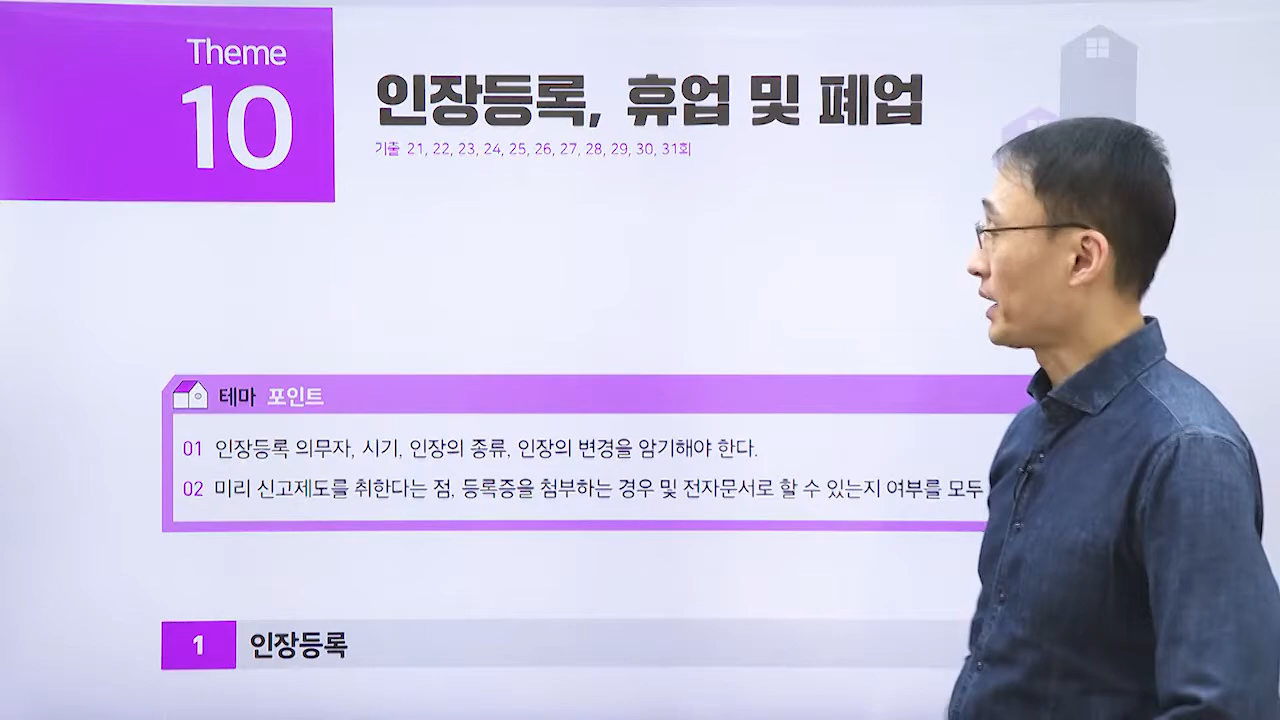 Theme
10
인장등록, 휴업 및 폐업
기출 21, 22, 23, 24, 25, 26, 27, 28, 29, 30, 31회
테마 포인트
01 인장등록 의무자, 시기, 인장의 종류, 인장의 변경을 암기해야 한다.
02 미리 신고제도를 취한다는 점, 등록증을 첨부하는 경우 및 전자문서로 할 수 있는지 여부를 모두
1 인장등록